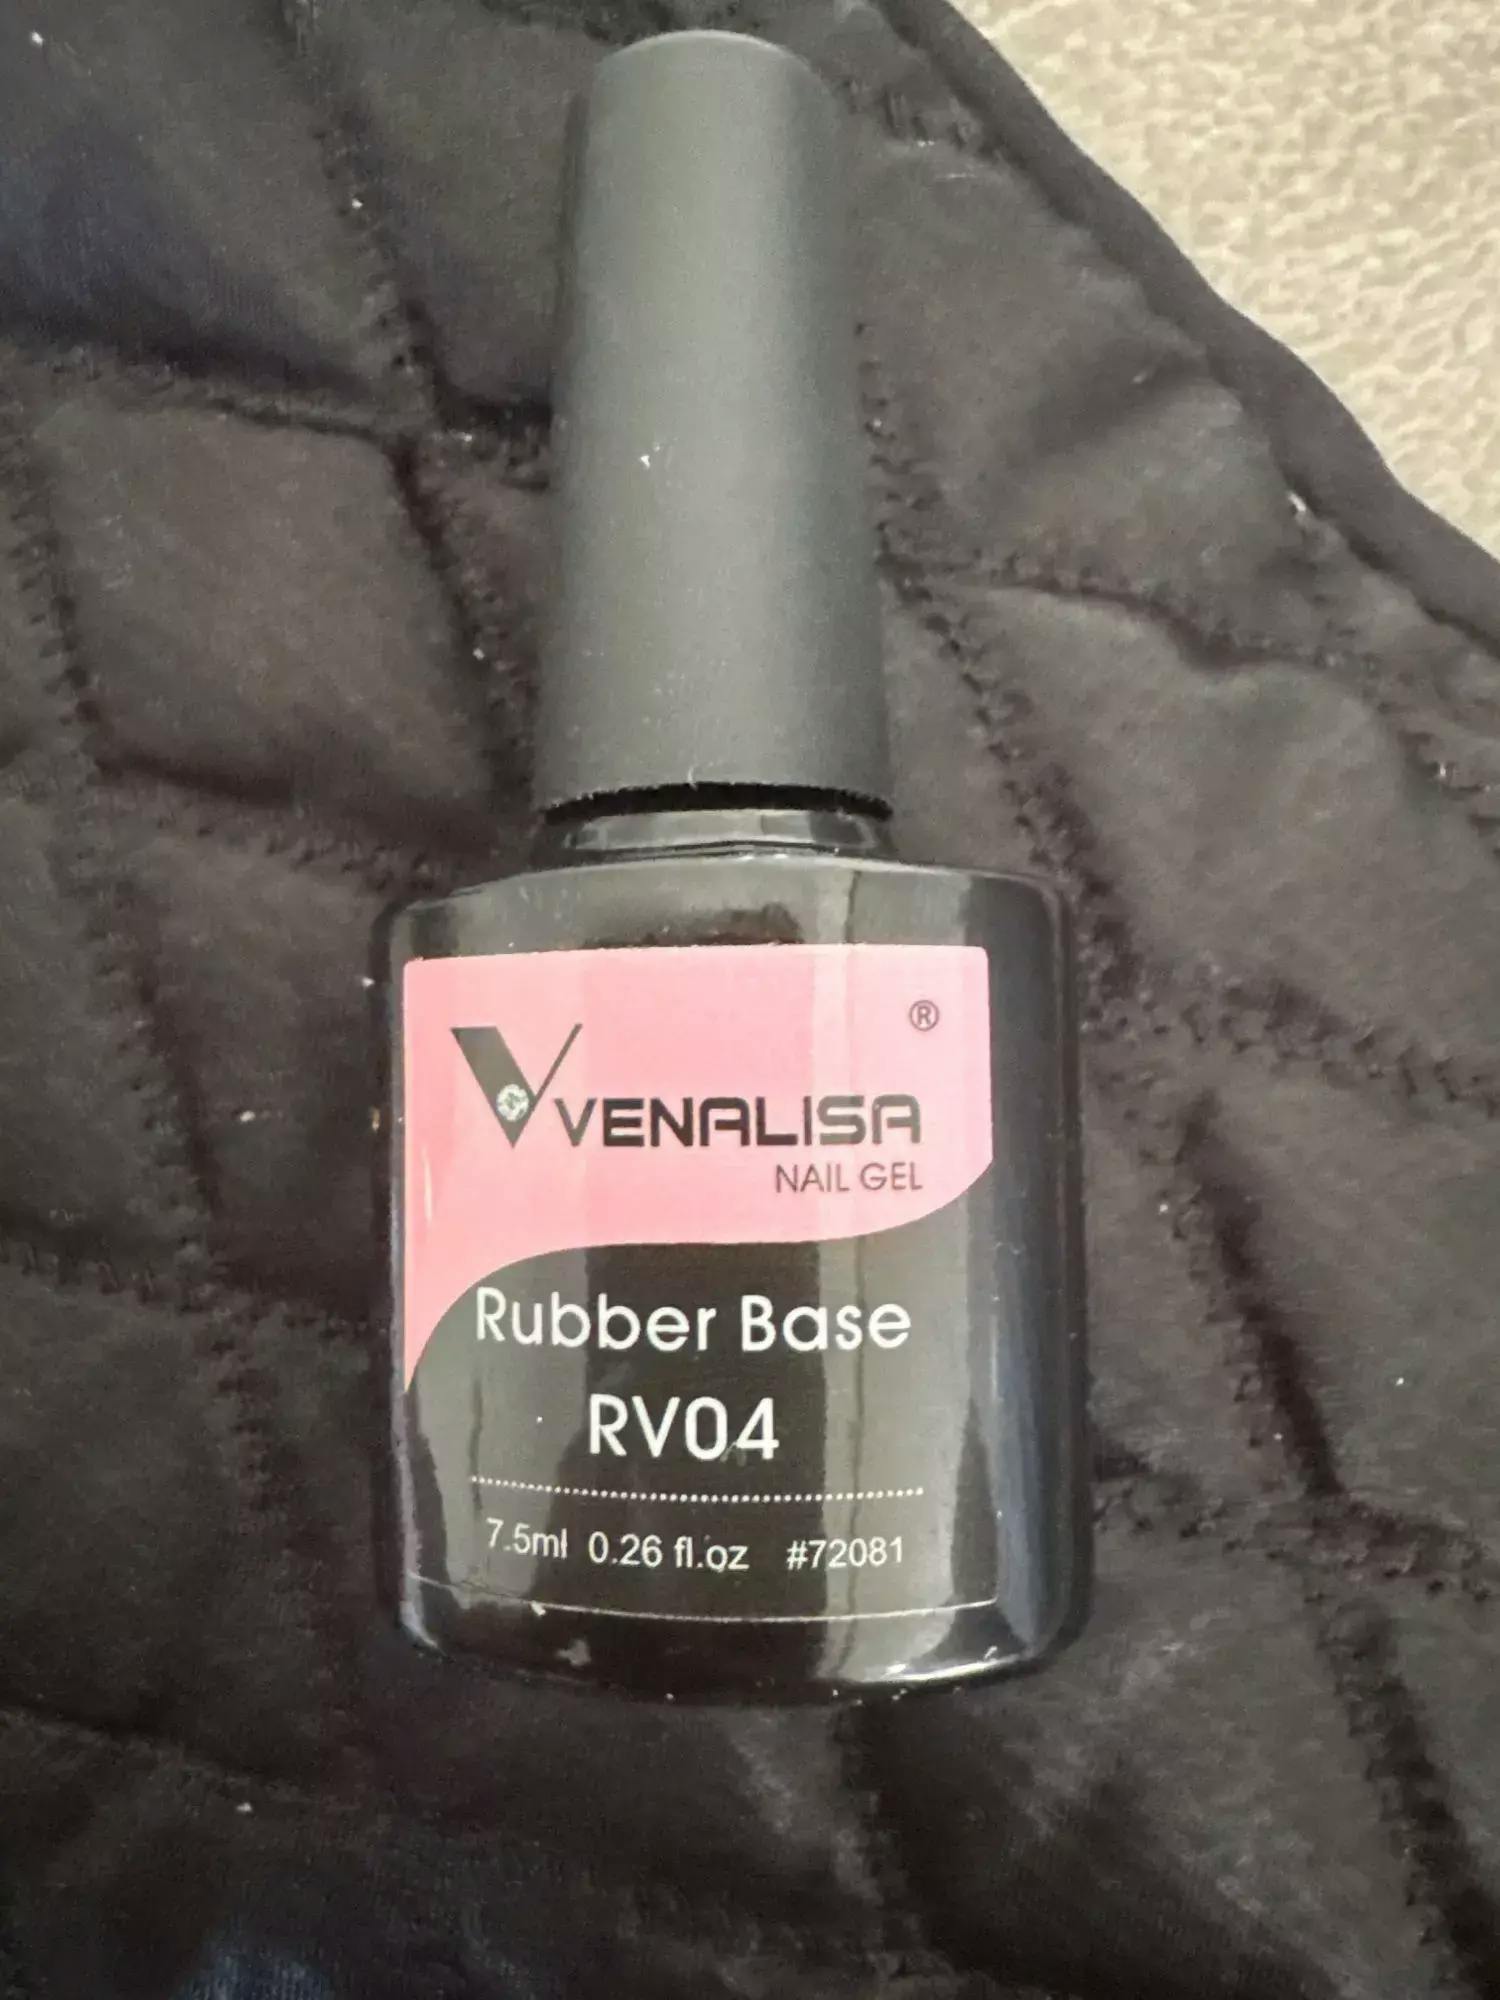 ®
VENALISA
NAIL GEL
Rubber Base
RV04
7.5ml 0.26 fl.oz #72081